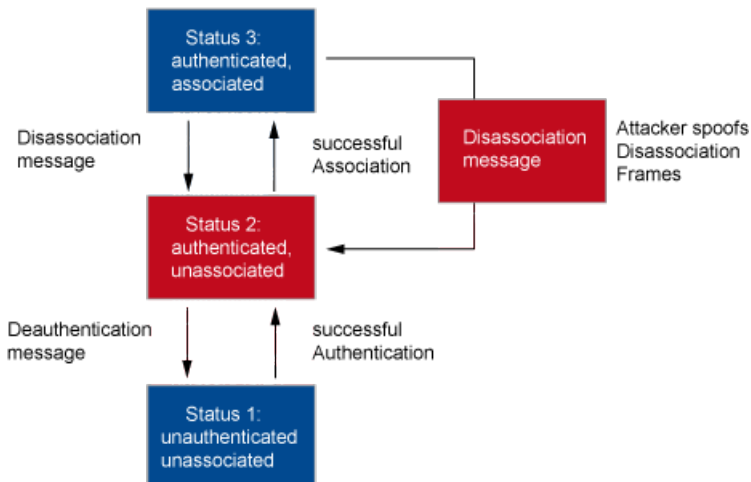 Status 3:
authenticated,
associated
Disassociation
message
successful
Association
Disassociation
message
Attacker spoofs
Disassociation
Frames
Status 2:
authenticated,
unassociated
Deauthentication
message
successful
Authentication
Status 1:
unauthenticated
unassociated